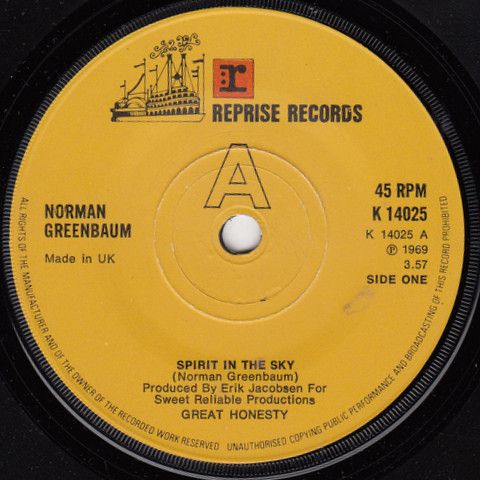 r
REPRISE RECORDS
A
NORMAN
GREENBAUM
Made in UK
45 RPM
K 14025
K 14025 A
℗ 1969
3.57
SIDE ONE
SPIRIT IN THE SKY
(Norman Greenbaum)
Produced By Erik Jacobsen For
Sweet Reliable Productions
GREAT HONESTY
ALL RIGHTS OF THE MANUFACTURER AND OF THE OWNER OF THE RECORDED WORK RESERVED UNAUTHORISED COPYING PUBLIC PERFORMANCE AND BROADCASTING OF THIS RECORD PROHIBITED